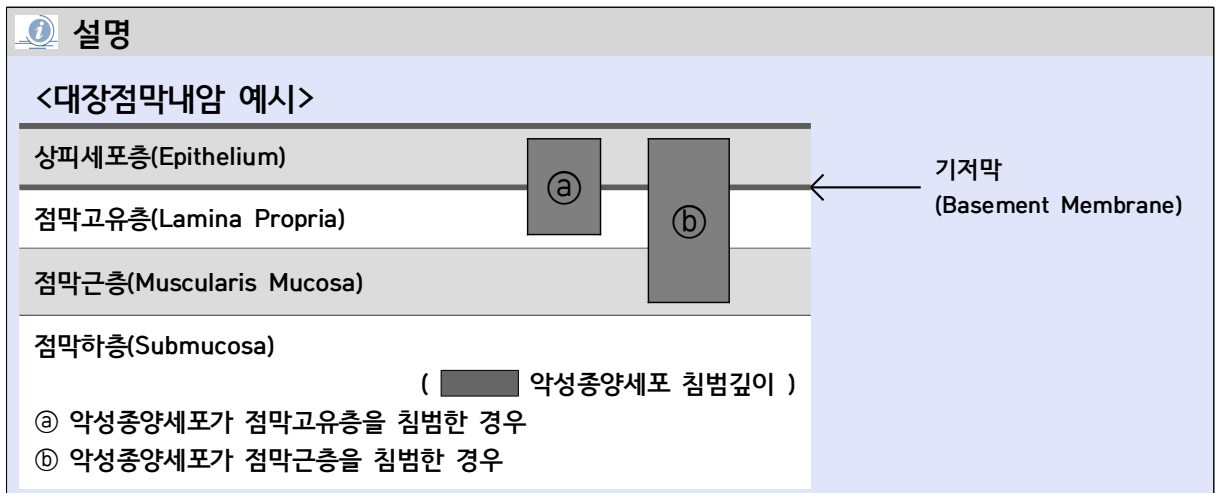 설명
<대장점막내암 예시>
상피세포층(Epithelium)
점막고유층(Lamina Propria)
점막근층(Muscularis Mucosa)
점막하층(Submucosa)
ⓐ
ⓑ
기저막
(Basement Membrane)
( 악성종양세포 침범깊이 )
ⓐ 악성종양세포가 점막고유층을 침범한 경우
ⓑ 악성종양세포가 점막근층을 침범한 경우